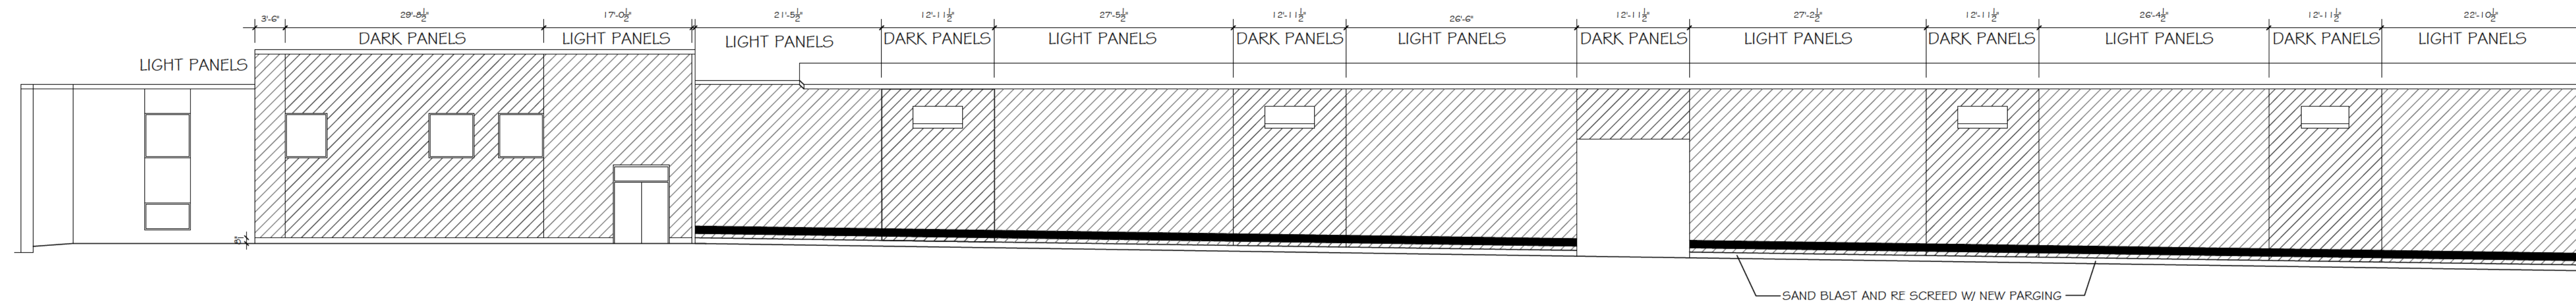 3'-6" 29'-8½" 17'-0½" 21'-5½" 12'-11½" 27'-5½" 12'-11½" 26'-6" 12'-11½" 27'-2½" 12'-11½" 26'-4½" 12'-11½" 22'-10½"
DARK PANELS LIGHT PANELS LIGHT PANELS DARK PANELS LIGHT PANELS DARK PANELS LIGHT PANELS DARK PANELS LIGHT PANELS DARK PANELS LIGHT PANELS DARK PANELS LIGHT PANELS
LIGHT PANELS
SAND BLAST AND RE SCREED W/ NEW PARGING